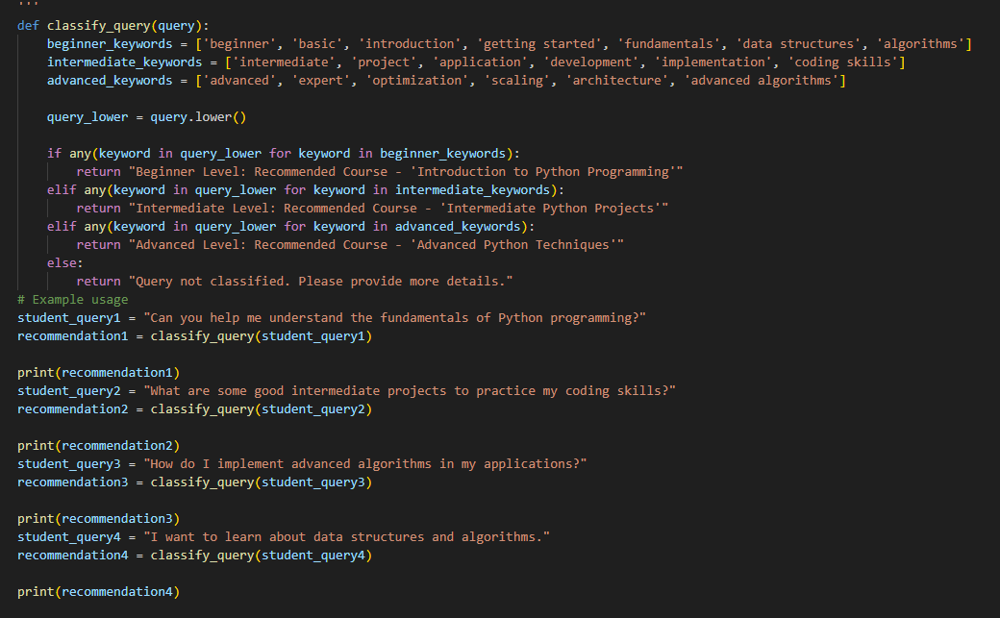 '''
def classify_query(query):
    beginner_keywords = ['beginner', 'basic', 'introduction', 'getting started', 'fundamentals', 'data structures', 'algorithms']
    intermediate_keywords = ['intermediate', 'project', 'application', 'development', 'implementation', 'coding skills']
    advanced_keywords = ['advanced', 'expert', 'optimization', 'scaling', 'architecture', 'advanced algorithms']

    query_lower = query.lower()

    if any(keyword in query_lower for keyword in beginner_keywords):
        return "Beginner Level: Recommended Course - 'Introduction to Python Programming'"
    elif any(keyword in query_lower for keyword in intermediate_keywords):
        return "Intermediate Level: Recommended Course - 'Intermediate Python Projects'"
    elif any(keyword in query_lower for keyword in advanced_keywords):
        return "Advanced Level: Recommended Course - 'Advanced Python Techniques'"
    else:
        return "Query not classified. Please provide more details."
# Example usage
student_query1 = "Can you help me understand the fundamentals of Python programming?"
recommendation1 = classify_query(student_query1)

print(recommendation1)
student_query2 = "What are some good intermediate projects to practice my coding skills?"
recommendation2 = classify_query(student_query2)

print(recommendation2)
student_query3 = "How do I implement advanced algorithms in my applications?"
recommendation3 = classify_query(student_query3)

print(recommendation3)
student_query4 = "I want to learn about data structures and algorithms."
recommendation4 = classify_query(student_query4)

print(recommendation4)